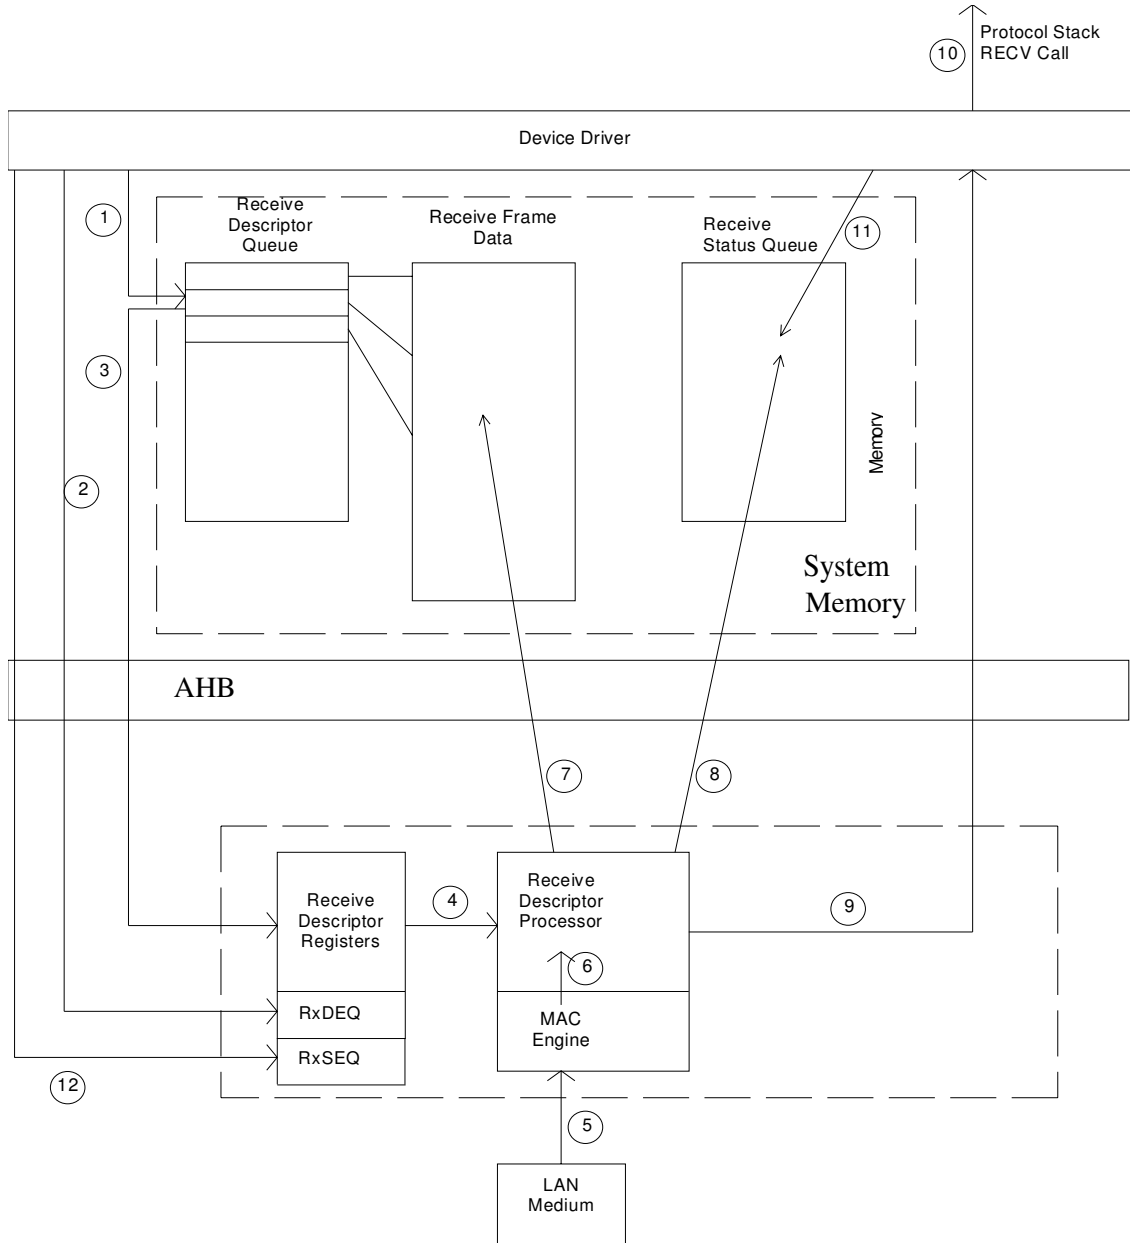 Protocol Stack
RECV Call
10
Device Driver
1
Receive
Descriptor
Queue
Receive Frame
Data
Receive
Status Queue
11
3
2
Memory
System
Memory
AHB
7
8
Receive
Descriptor
Registers
4
Receive
Descriptor
Processor
9
6
RxDEQ
MAC
Engine
RxSEQ
12
5
LAN
Medium